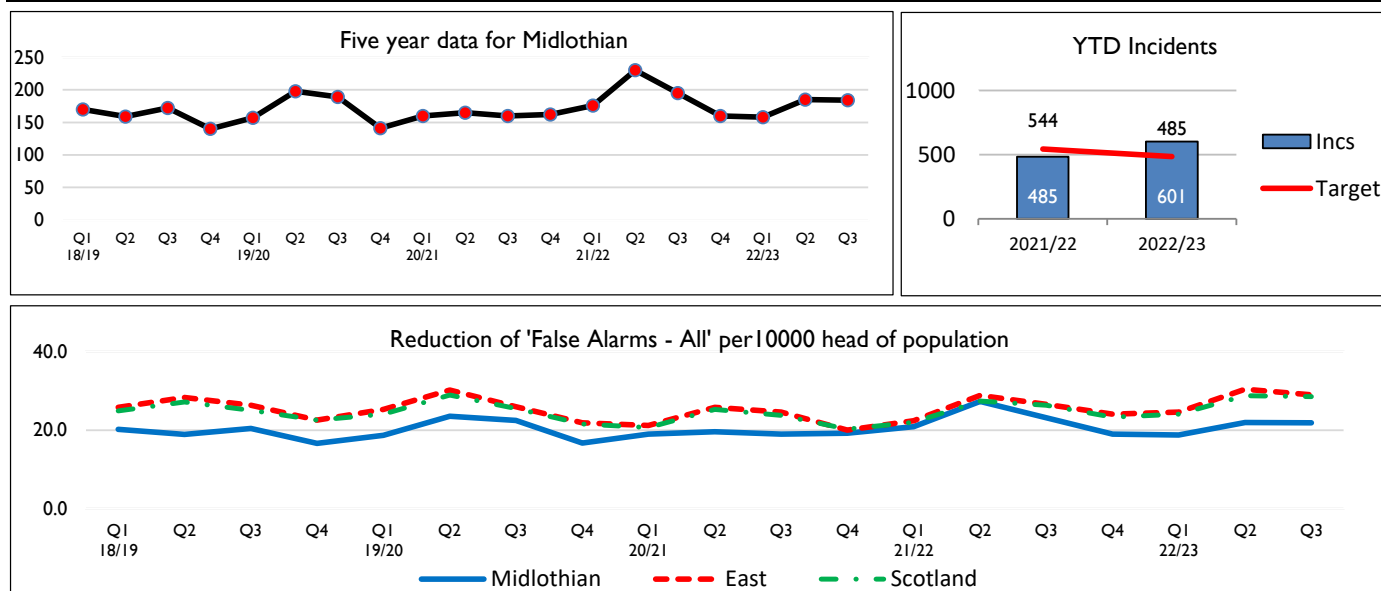 Five year data for Midlothian
250
200
150
100
50
0
Q1 Q2 Q3 Q4 Q1 Q2 Q3 Q4 Q1 Q2 Q3 Q4 Q1 Q2 Q3 Q4 Q1 Q2 Q3
18/19 19/20 20/21 21/22 22/23
YTD Incidents
1000
500
0
544 485
485 601
2021/22 2022/23
Incs
Target
Reduction of 'False Alarms - All' per10000 head of population
40.0
20.0
0.0
Q1 Q2 Q3 Q4 Q1 Q2 Q3 Q4 Q1 Q2 Q3 Q4 Q1 Q2 Q3 Q4 Q1 Q2 Q3
18/19 19/20 20/21 21/22 22/23
Midlothian East Scotland